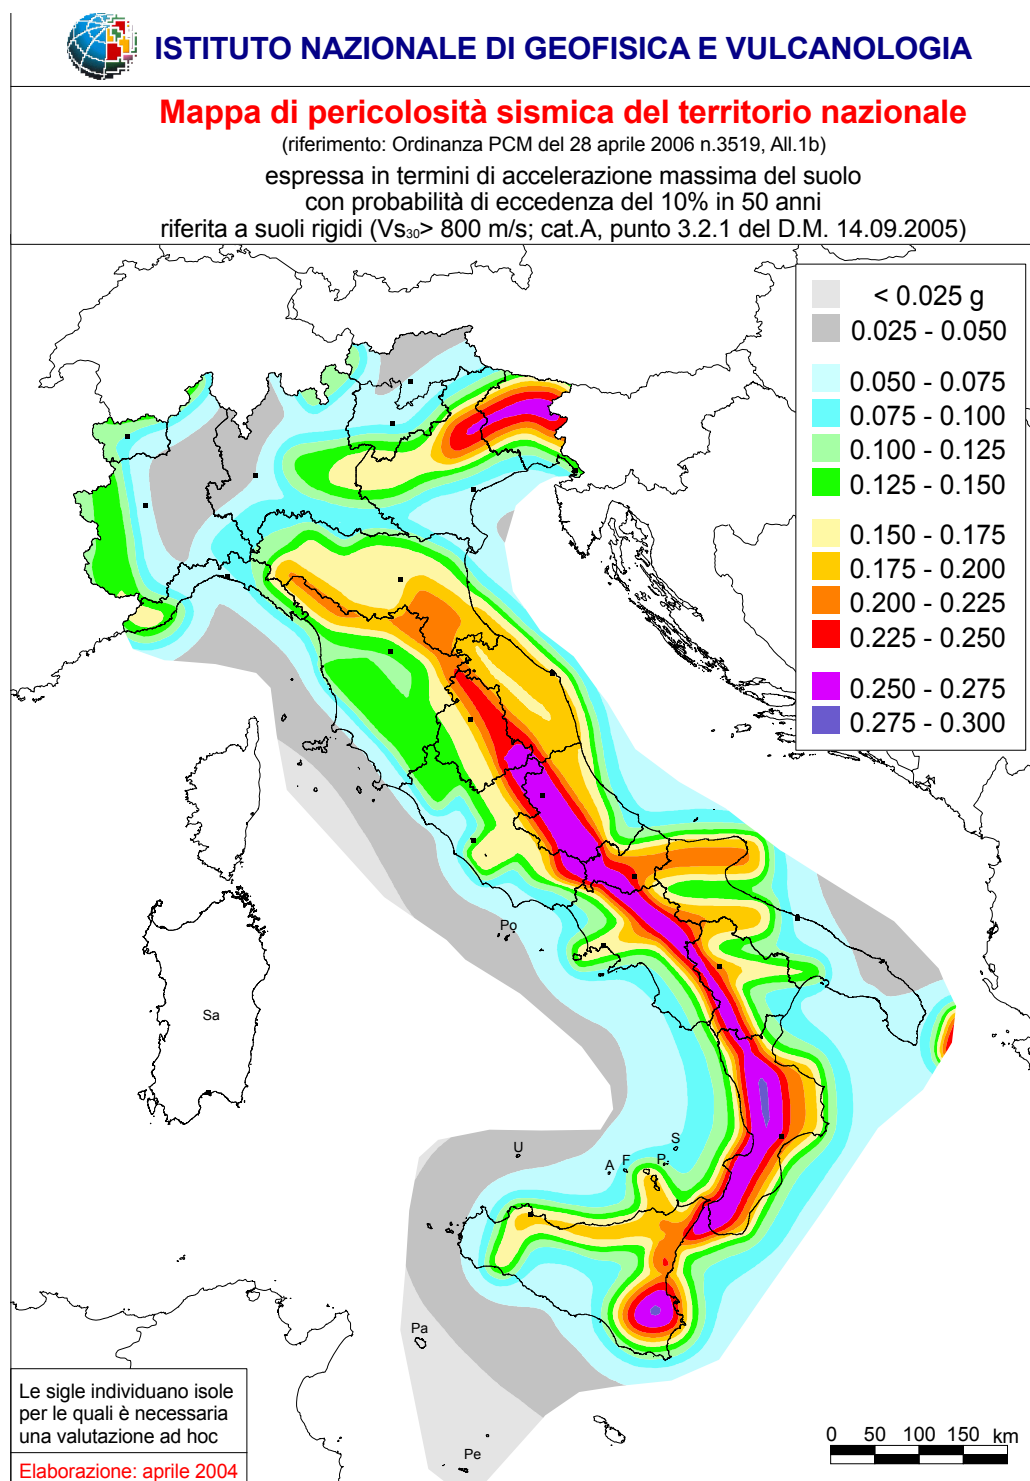 ISTITUTO NAZIONALE DI GEOFISICA E VULCANOLOGIA
Mappa di pericolosità sismica del territorio nazionale
(riferimento: Ordinanza PCM del 28 aprile 2006 n.3519, All.1b)
espressa in termini di accelerazione massima del suolo
con probabilità di eccedenza del 10% in 50 anni
riferita a suoli rigidi (Vs30> 800 m/s; cat.A, punto 3.2.1 del D.M. 14.09.2005)
< 0.025 g
0.025 - 0.050
0.050 - 0.075
0.075 - 0.100
0.100 - 0.125
0.125 - 0.150
0.150 - 0.175
0.175 - 0.200
0.200 - 0.225
0.225 - 0.250
0.250 - 0.275
0.275 - 0.300
Po
Sa
S
U
A
F
P
Pa
Pe
Le sigle individuano isole
per le quali è necessaria
una valutazione ad hoc
Elaborazione: aprile 2004
0 50 100 150 km